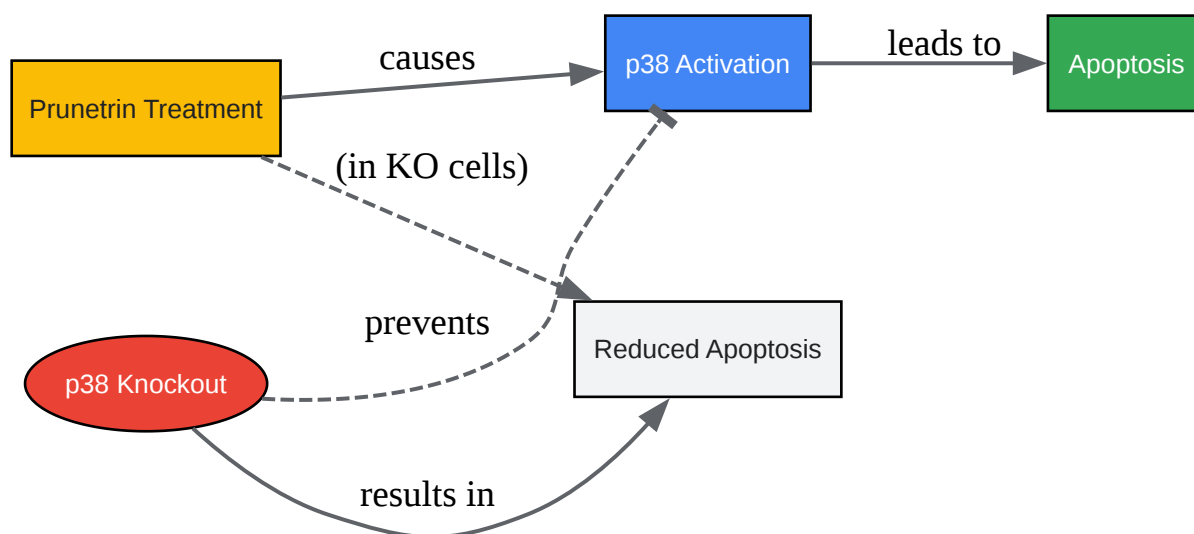 causes
p38 Activation
leads to
Apoptosis
Prunetrin Treatment
(in KO cells)
prevents
Reduced Apoptosis
p38 Knockout
results in